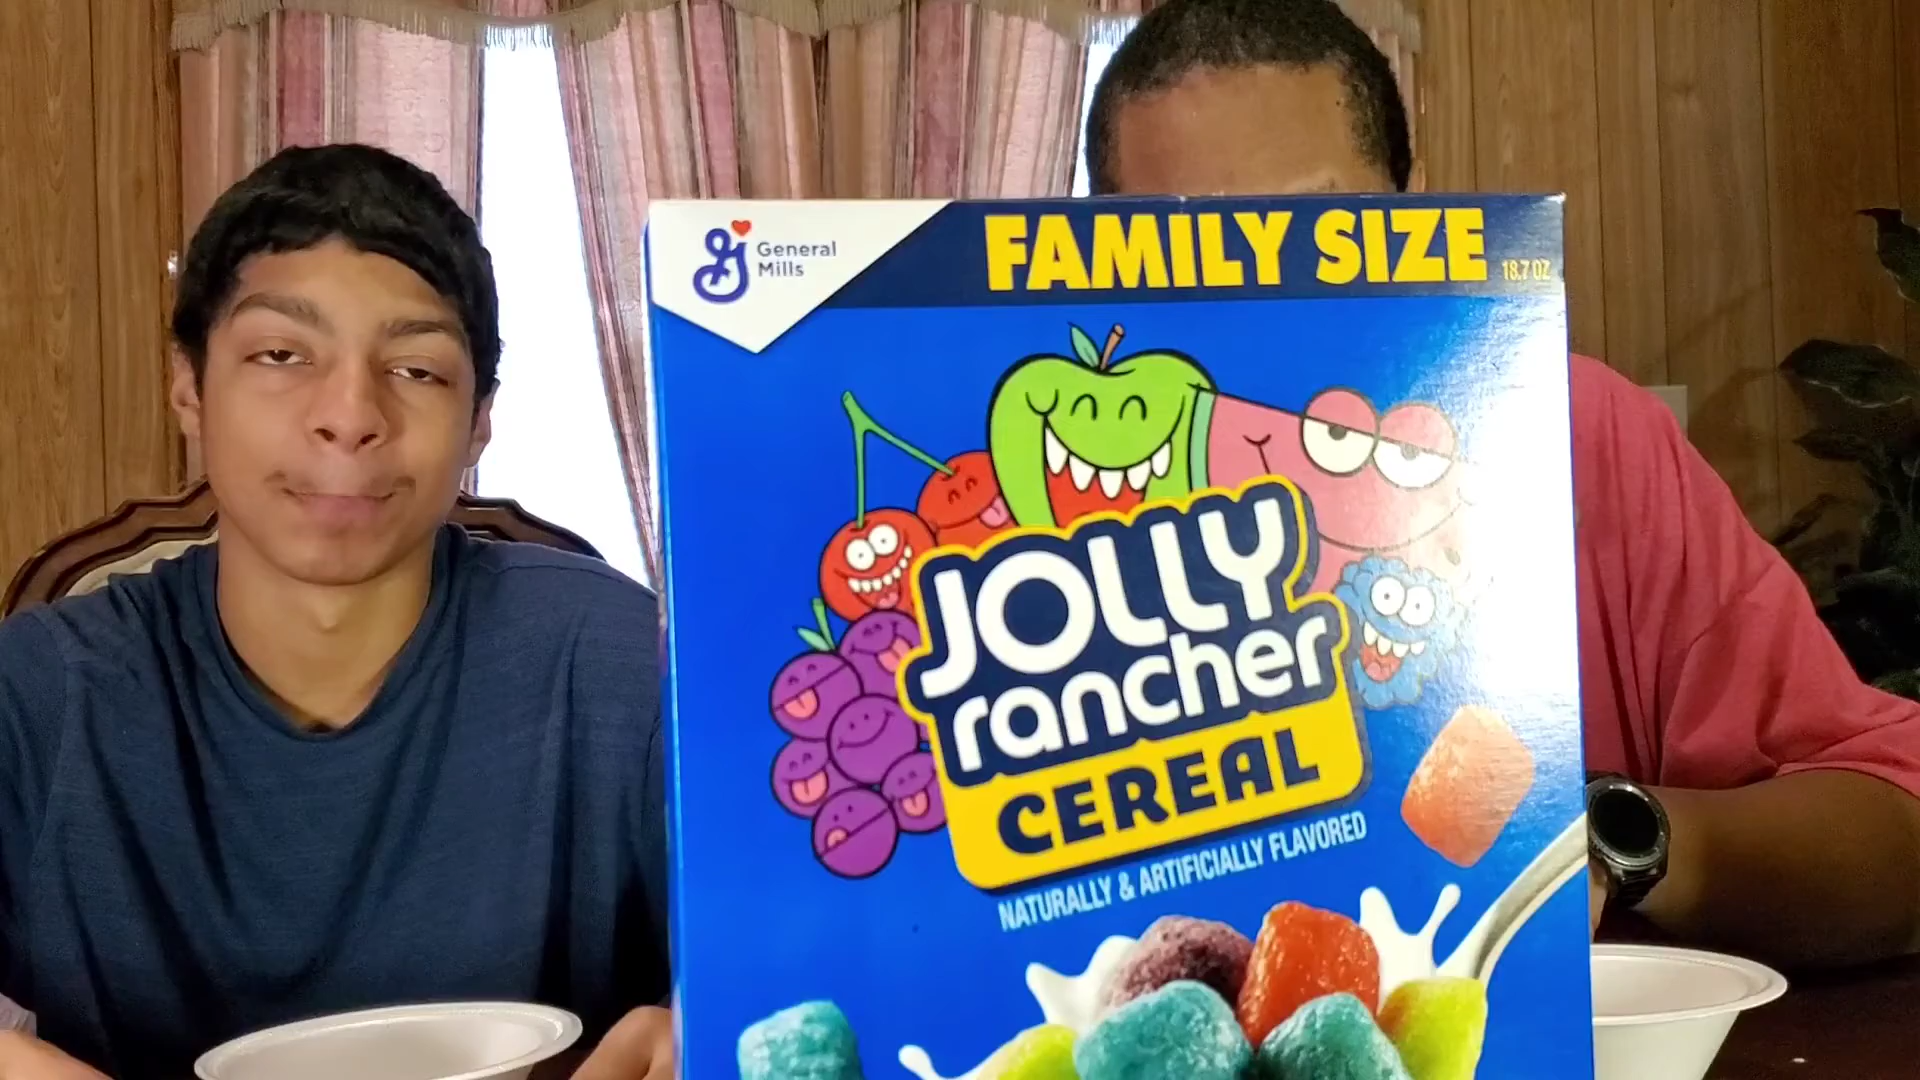 General
Mills
FAMILY SIZE
18.7 OZ
JOLLY
rancher
CEREAL
NATURALLY & ARTIFICIALLY FLAVORED